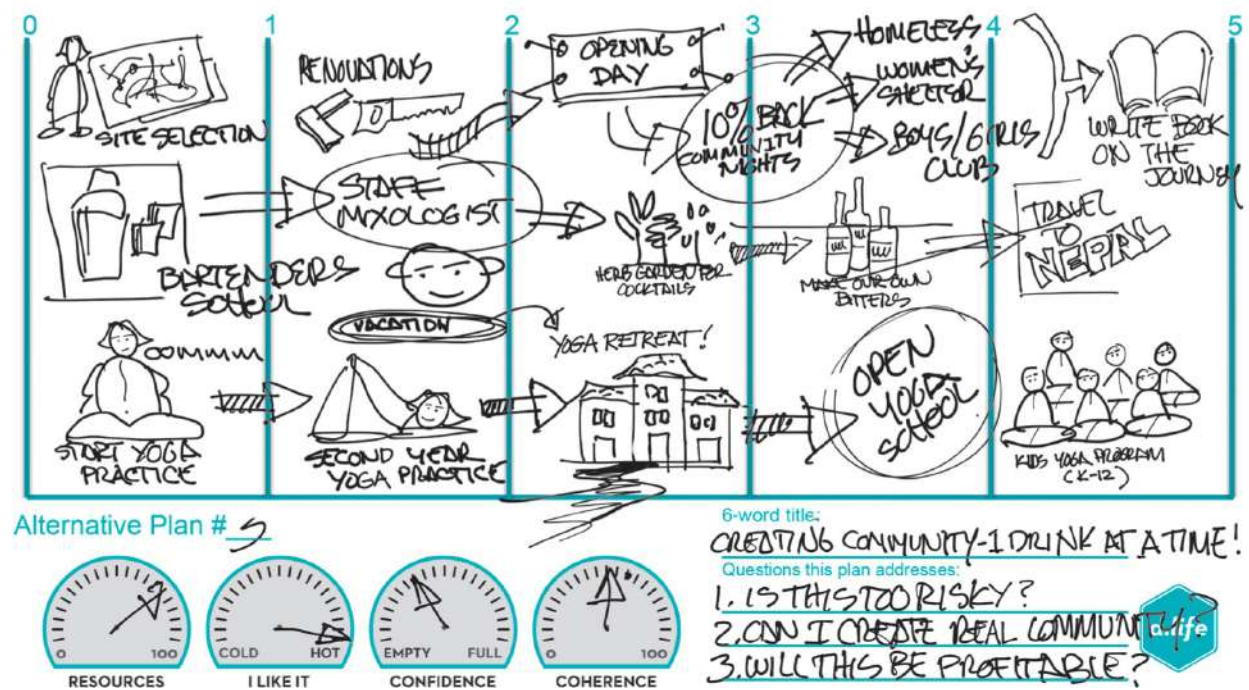 0 1 2 3 4 5
SITE SELECTION
RENOVATIONS
OPENING
DAY
10% BACK
COMMUNITY
NIGHTS
HOMELESS
WOMEN'S
SHELTER
BOYS/GIRLS
CLUB
WRITE BOOK
ON THE
JOURNEY
BARTENDERS
SCHOOL
STAFF
MIXOLOGIST
HERB GARDEN FOR
COCKTAILS
MAKE OUR OWN
BITTERS
TRAVEL
TO
NEPAL
VACATION
OOMMM
START YOGA
PRACTICE
SECOND YEAR
YOGA PRACTICE
YOGA RETREAT!
OPEN
YOGA
SCHOOL
KIDS YOGA PROGRAM
(K-12)
Alternative Plan #
0 100
RESOURCES
COLD HOT
I LIKE IT
EMPTY FULL
CONFIDENCE
0 100
COHERENCE
6-word title:
CREATING COMMUNITY-1 DRINK AT A TIME!
Questions this plan addresses:
1. IS THIS TOO RISKY?
2. CAN I CREATE REAL COMMUNITY?
3. WILL THIS BE PROFITABLE?
d.life